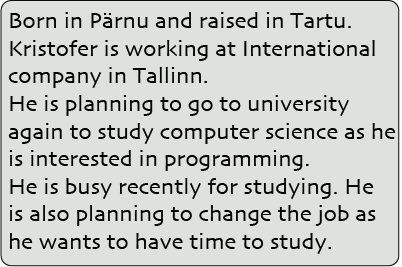 Born in Pärnu and raised in Tartu.
Kristofer is working at International
company in Tallinn.
He is planning to go to university
again to study computer science as he
is interested in programming.
He is busy recently for studying. He
is also planning to change the job as
he wants to have time to study.